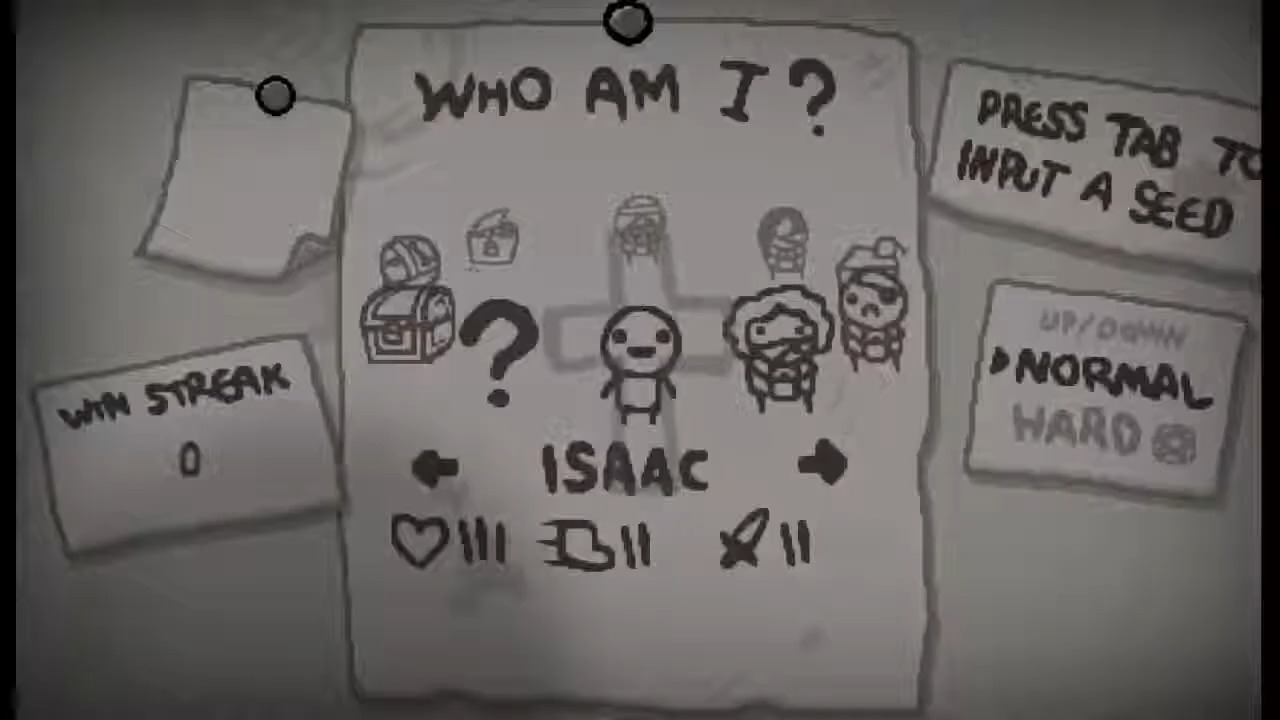 WHO AM I?
PRESS TAB TO
INPUT A SEED
WIN STREAK
0
UP/DOWN
NORMAL
HARD
?
ISAAC